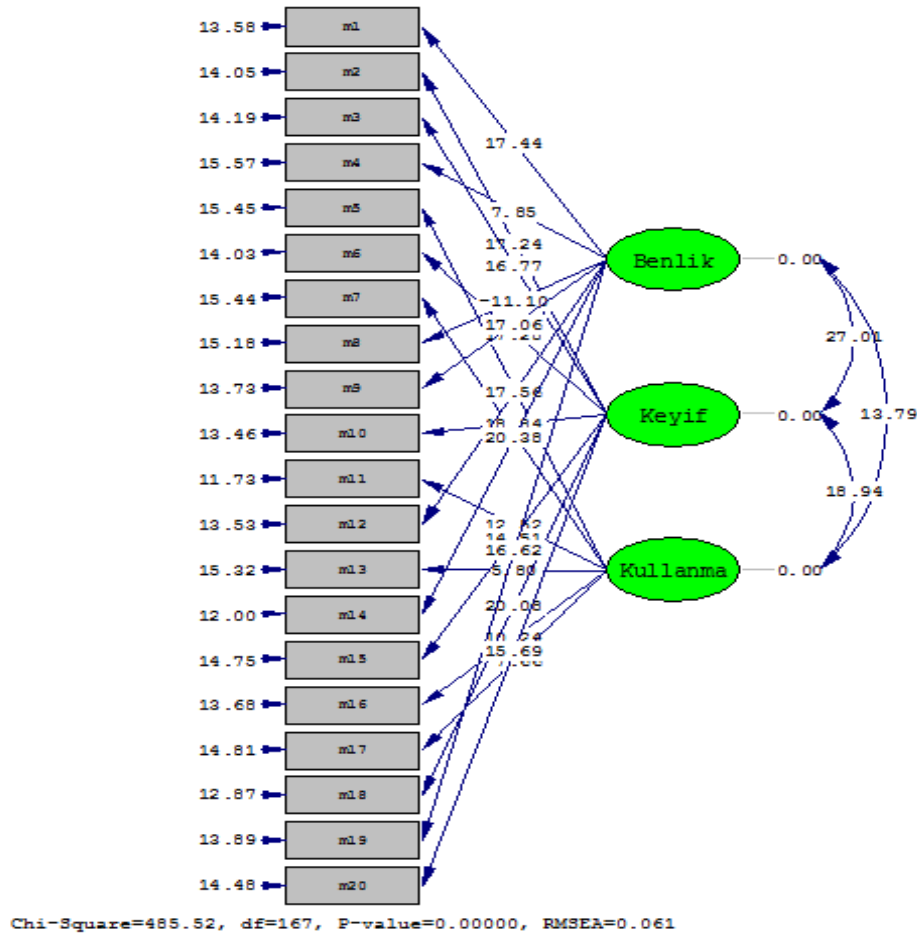 13.58 m1
14.05 m2
14.19 m3
15.57 m4
15.45 m5
14.03 m6
15.44 m7
15.18 m8
13.73 m9
13.46 m10
11.73 m11
13.53 m12
15.32 m13
12.00 m14
14.75 m15
13.68 m16
14.81 m17
12.87 m18
13.89 m19
14.48 m20
17.44
7.85
17.24
16.77
-11.10
17.06
17.56
20.38
16.62
5.80
20.08
15.69
Benlik 0.00
Keyif 0.00
Kullanma 0.00
27.01
13.79
18.94
Chi-Square=485.52, df=167, P-value=0.00000, RMSEA=0.061